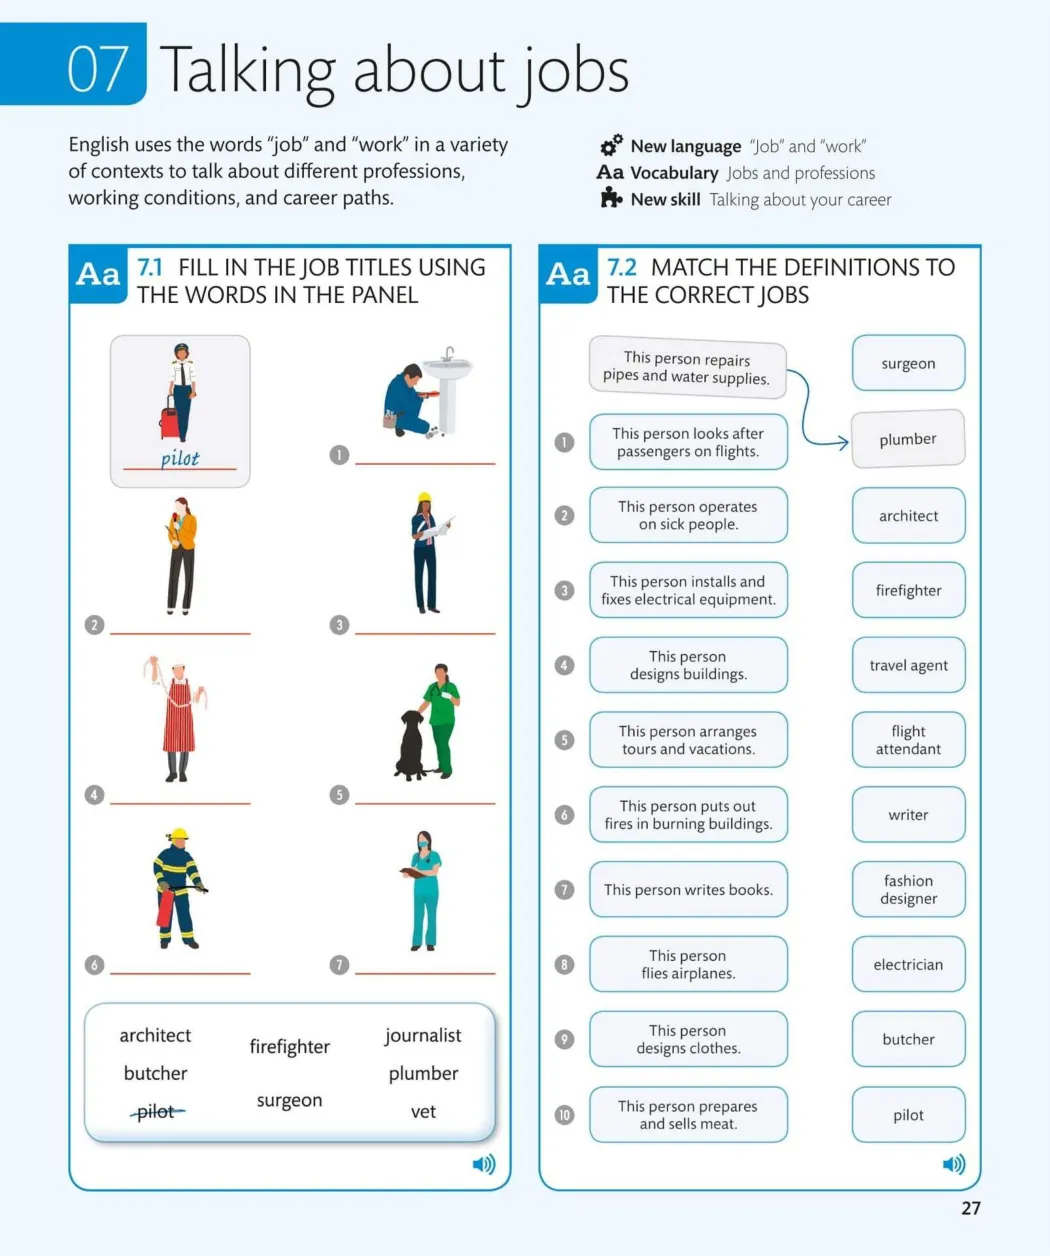 07 Talking about jobs
English uses the words “job” and “work” in a variety
of contexts to talk about different professions,
working conditions, and career paths.
New language “Job” and “work”
Aa Vocabulary Jobs and professions
New skill Talking about your career
Aa 7.1 FILL IN THE JOB TITLES USING
THE WORDS IN THE PANEL
pilot
1
2
3
4
5
6
7
architect
firefighter
journalist
butcher
plumber
pilot
surgeon
vet
Aa 7.2 MATCH THE DEFINITIONS TO
THE CORRECT JOBS
This person repairs
pipes and water supplies.
surgeon
1
This person looks after
passengers on flights.
plumber
2
This person operates
on sick people.
architect
3
This person installs and
fixes electrical equipment.
firefighter
4
This person
designs buildings.
travel agent
5
This person arranges
tours and vacations.
flight
attendant
6
This person puts out
fires in burning buildings.
writer
7
This person writes books.
fashion
designer
8
This person
flies airplanes.
electrician
9
This person
designs clothes.
butcher
10
This person prepares
and sells meat.
pilot
27